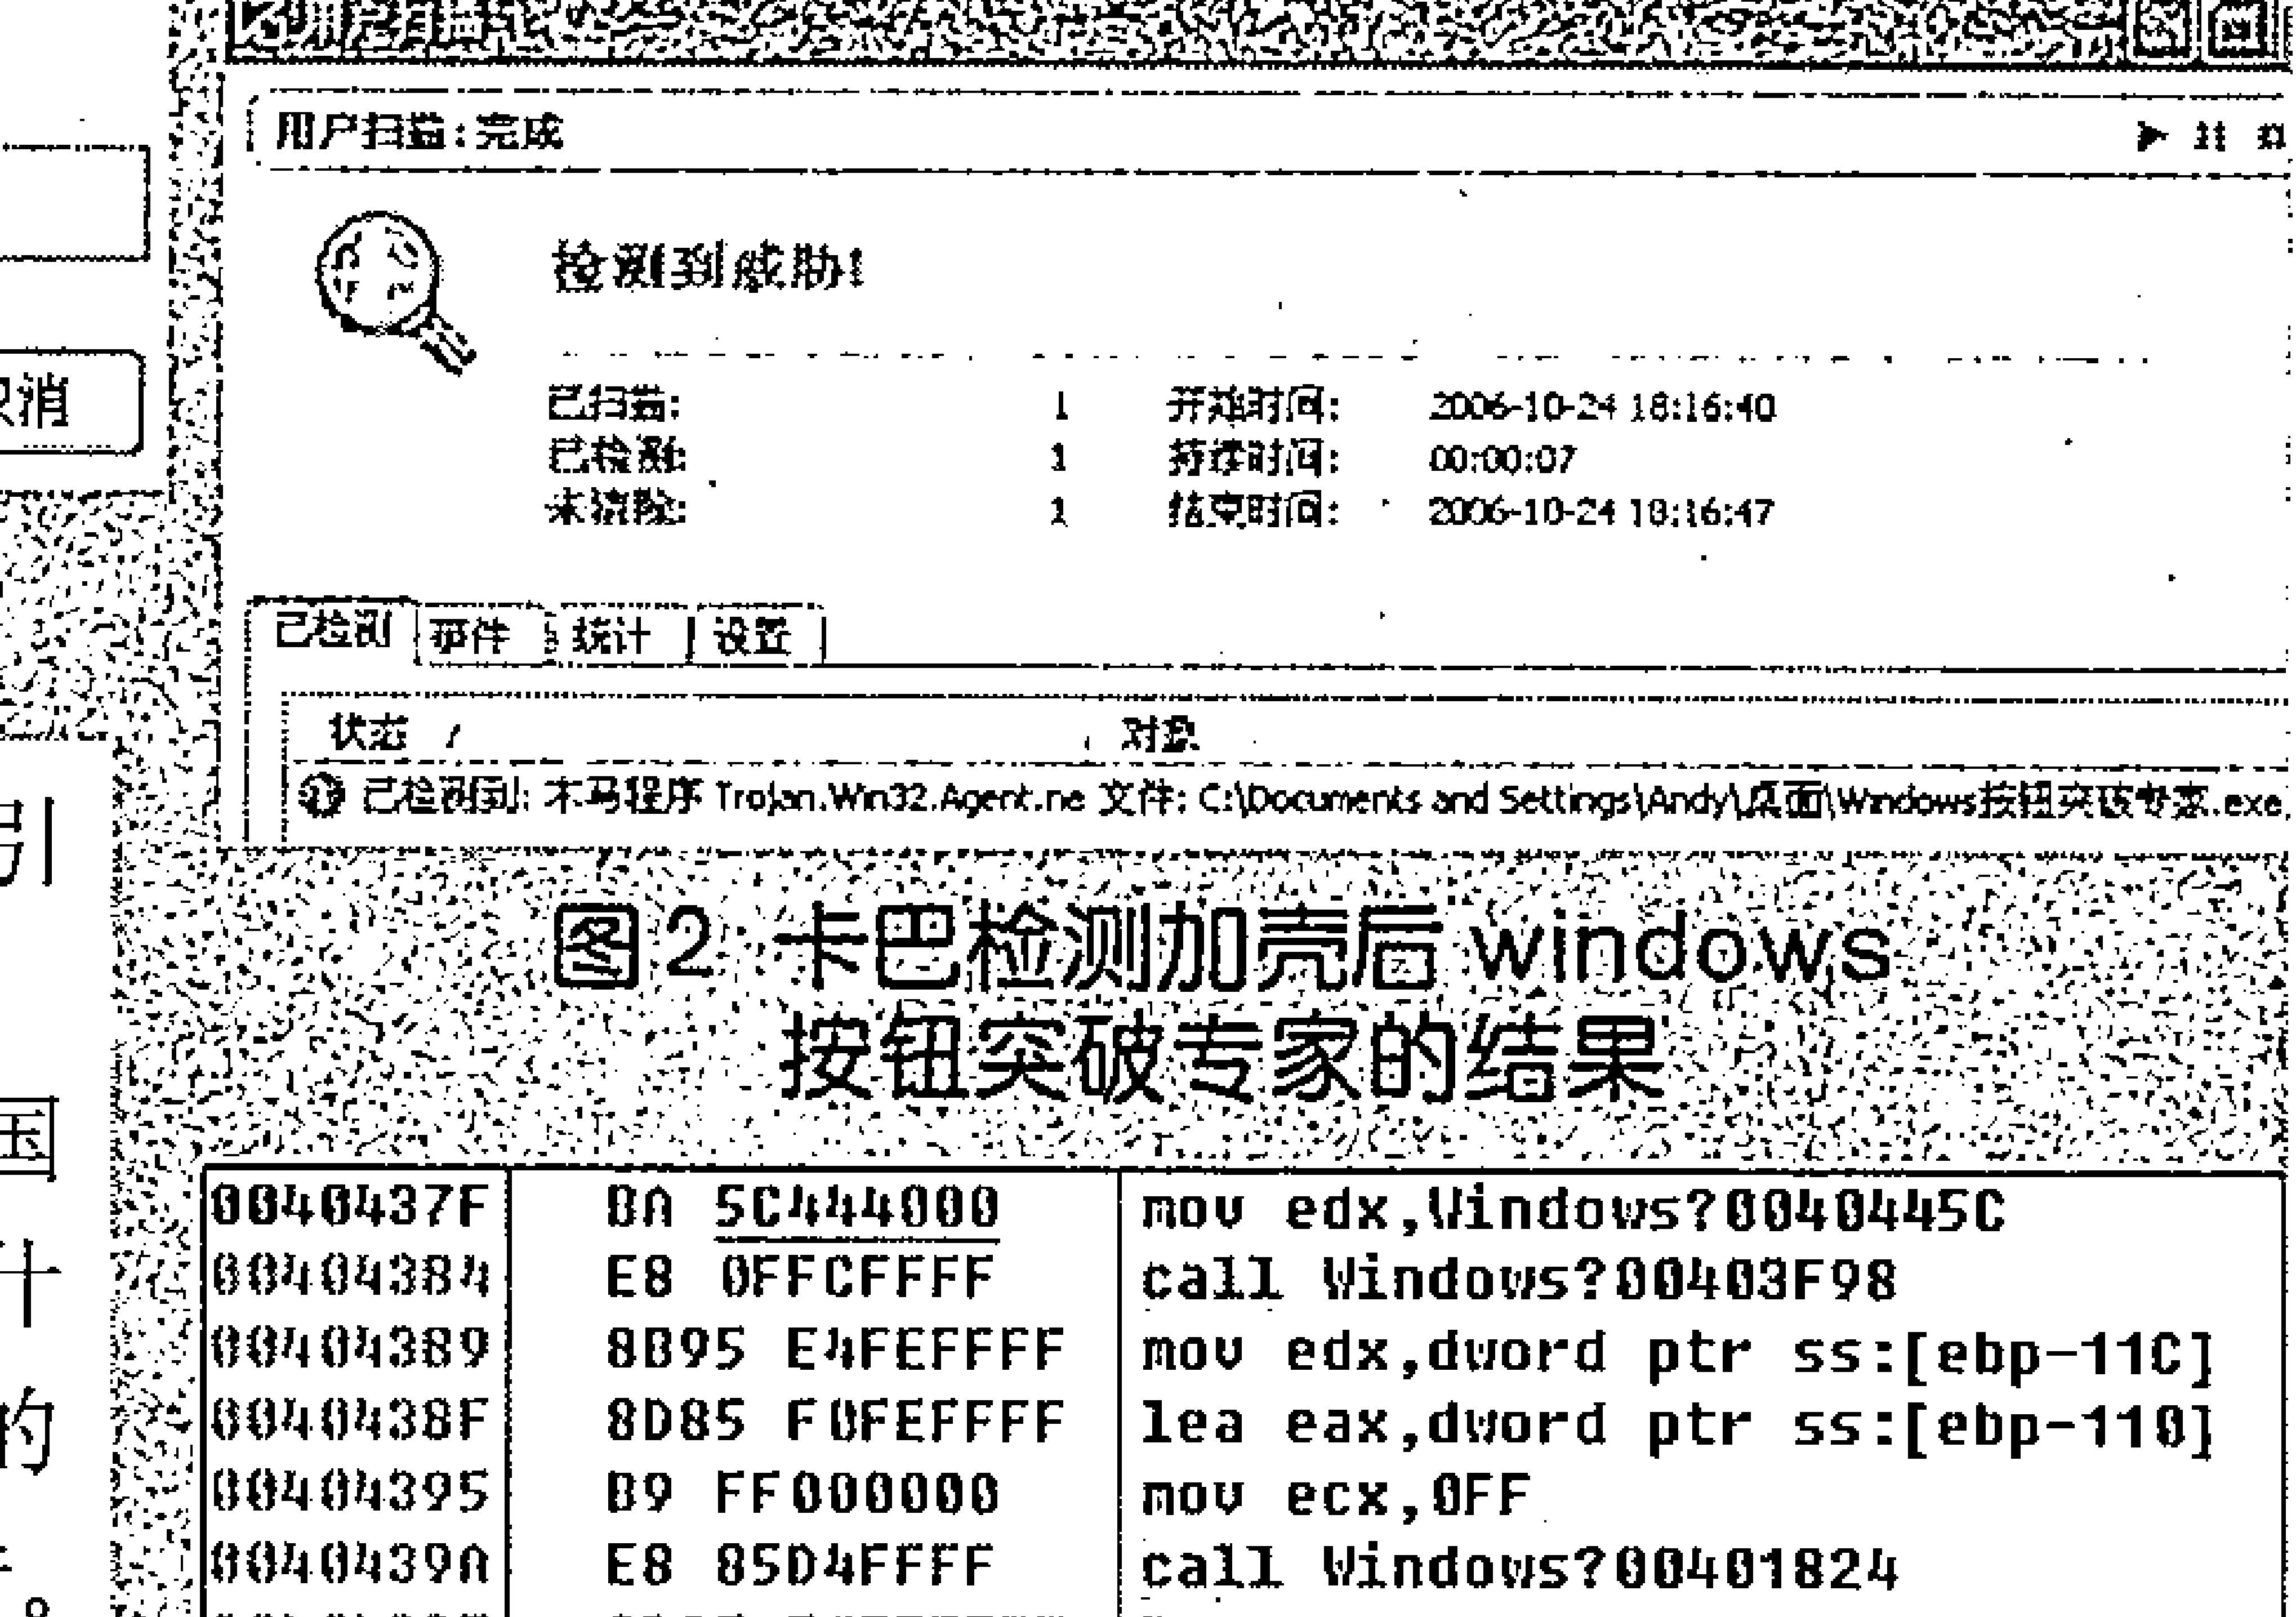 用户扫描:完成
检测到威胁!
已扫描: 1 开始时间: 2006-10-24 18:16:40
已检测: 1 持续时间: 00:00:07
未清除: 1 结束时间: 2006-10-24 18:16:47
取消
已检测 事件 统计 设置
状态 / 对象
已检测到: 木马程序 Trojan.Win32.Agent.ne 文件: C:\Documents and Settings\Andy\桌面\Windows按钮突破专家.exe
引
图2 卡巴检测加壳后 windows
按钮突破专家的结果
国
0040437F BA 5C444000 mov edx,Windows?0040445C
00404384 E8 0FFCFFFF call Windows?00403F98
00404389 8B95 E4FEFFFF mov edx,dword ptr ss:[ebp-11C]
0040438F 8D85 F0FEFFFF lea eax,dword ptr ss:[ebp-110]
的
00404395 B9 FF000000 mov ecx,0FF
0040439A E8 85D4FFFF call Windows?00401824